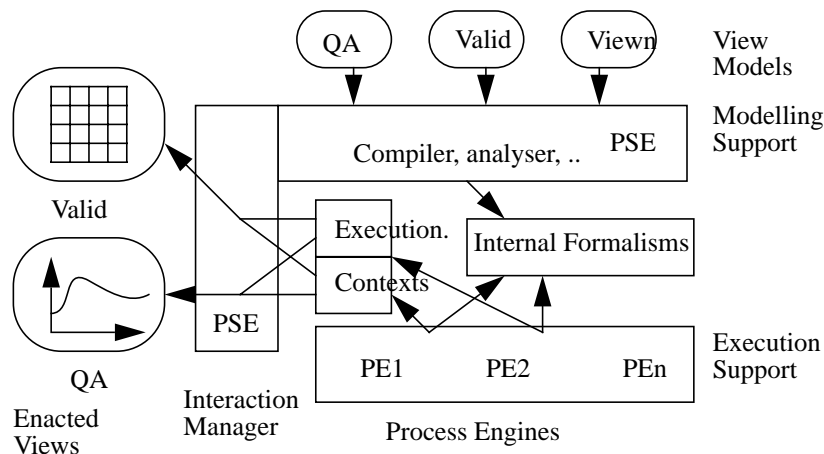 QA
Valid
Viewn
View
Models
Modelling
Support
PSE
Compiler, analyser, ..
Valid
Execution.
Internal Formalisms
Contexts
PSE
QA
Execution
Support
PE1
PE2
PEn
Interaction
Manager
Enacted
Views
Process Engines